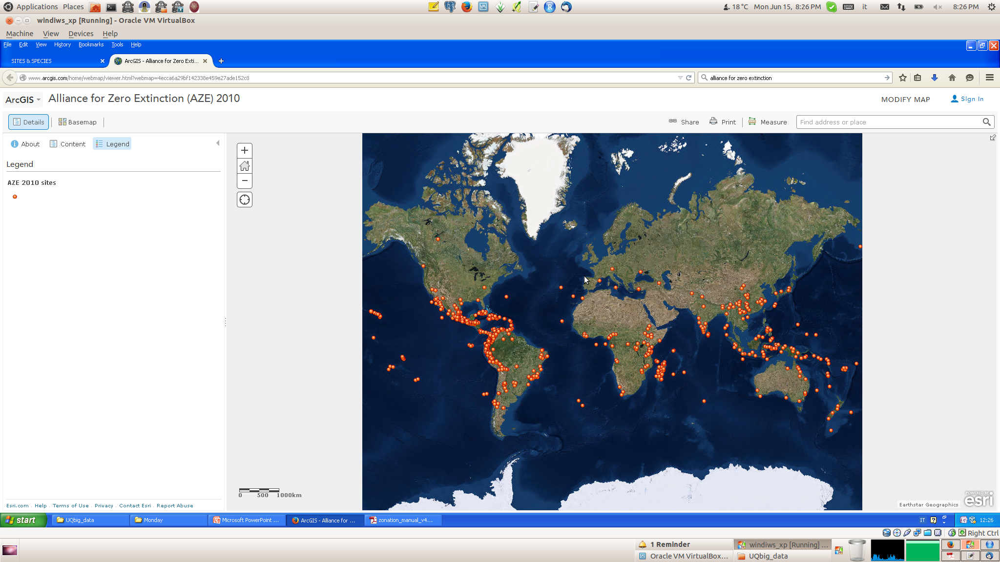 Applications Places 18 °C Mon Jun 15, 8:26 PM it 8:26 PM
windiws_xp [Running] - Oracle VM VirtualBox
Machine View Devices Help
File Edit View History Bookmarks Tools Help
SITES & SPECIES ArcGIS - Alliance for Zero Exti...
www.arcgis.com/home/webmap/viewer.html?webmap=4ecca6a29bf142338e459e27ade152c8 alliance for zero extinction
ArcGIS Alliance for Zero Extinction (AZE) 2010 MODIFY MAP Sign In
Details Basemap Share Print Measure Find address or place
About Content Legend
Legend
AZE 2010 sites
0 500 1000km
POWERED BY
esri
Earthstar Geographics
Esri.com . Help . Terms of Use . Privacy . Contact Esri . Report Abuse
start UQbig_data Monday Microsoft PowerPoint ... ArcGIS - Alliance for ... zonation_manual_v4... IT 12:26
Right Ctrl
1 Reminder windiws_xp [Running] ...
Oracle VM VirtualBox... UQbig_data